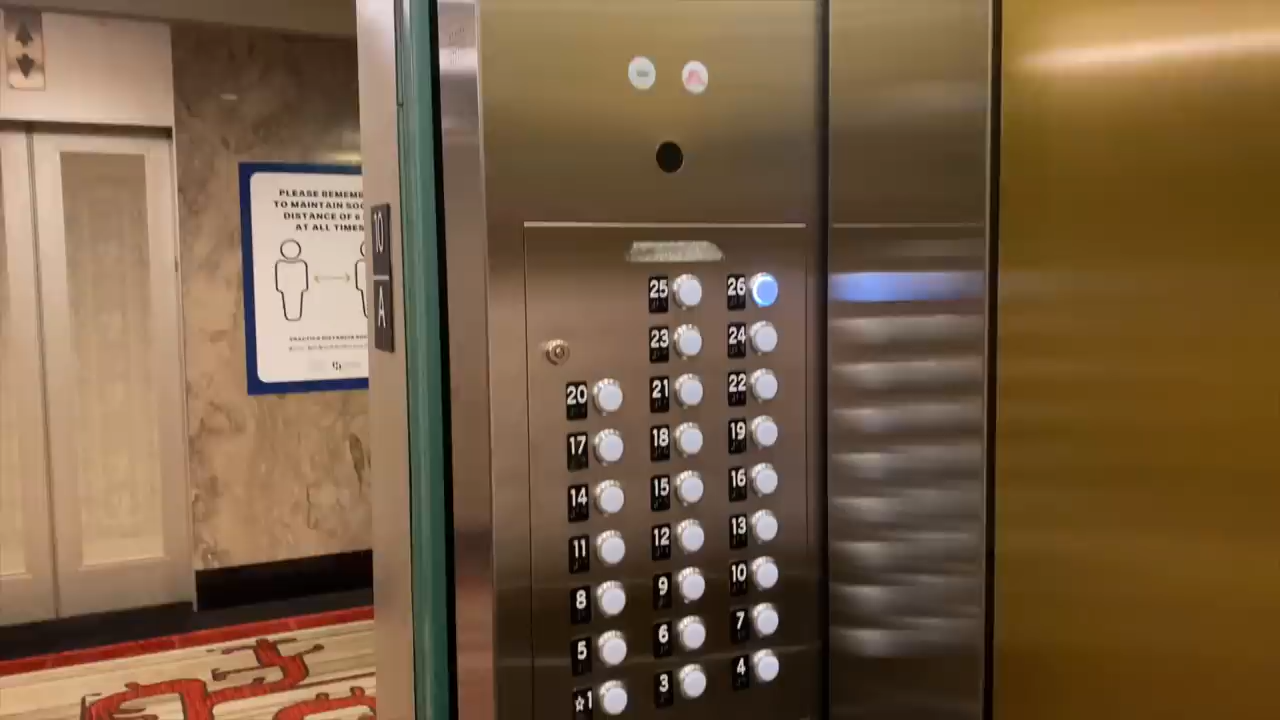 PLEASE REMEMB
TO MAINTAIN SOC
DISTANCE OF 6
AT ALL TIMES
10
A
25 26
23 24
20 21 22
17 18 19
14 15 16
11 12 13
8 9 10
5 6 7
☆1 3 4